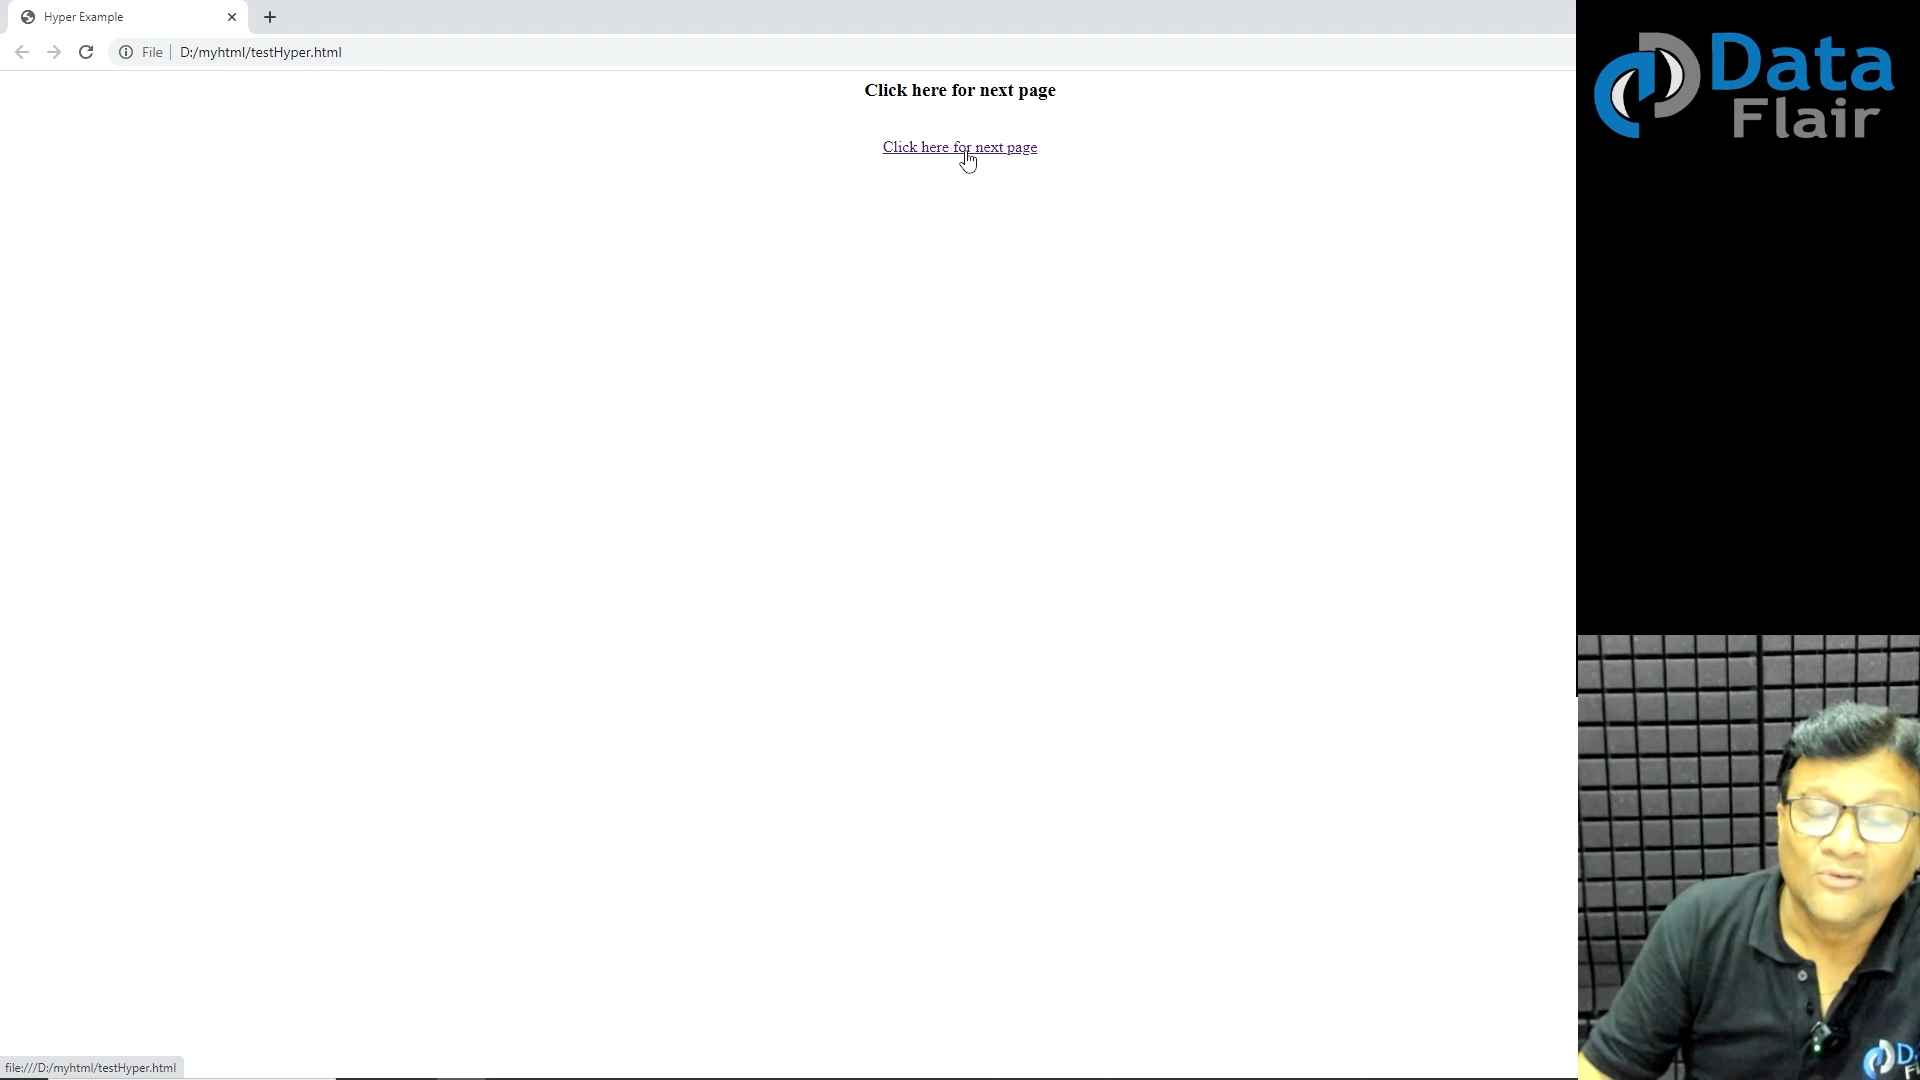 Hyper Example
File
D:/myhtml/testHyper.html
Click here for next page
Click here for next page
file:///D:/myhtml/testHyper.html
Data
Flair